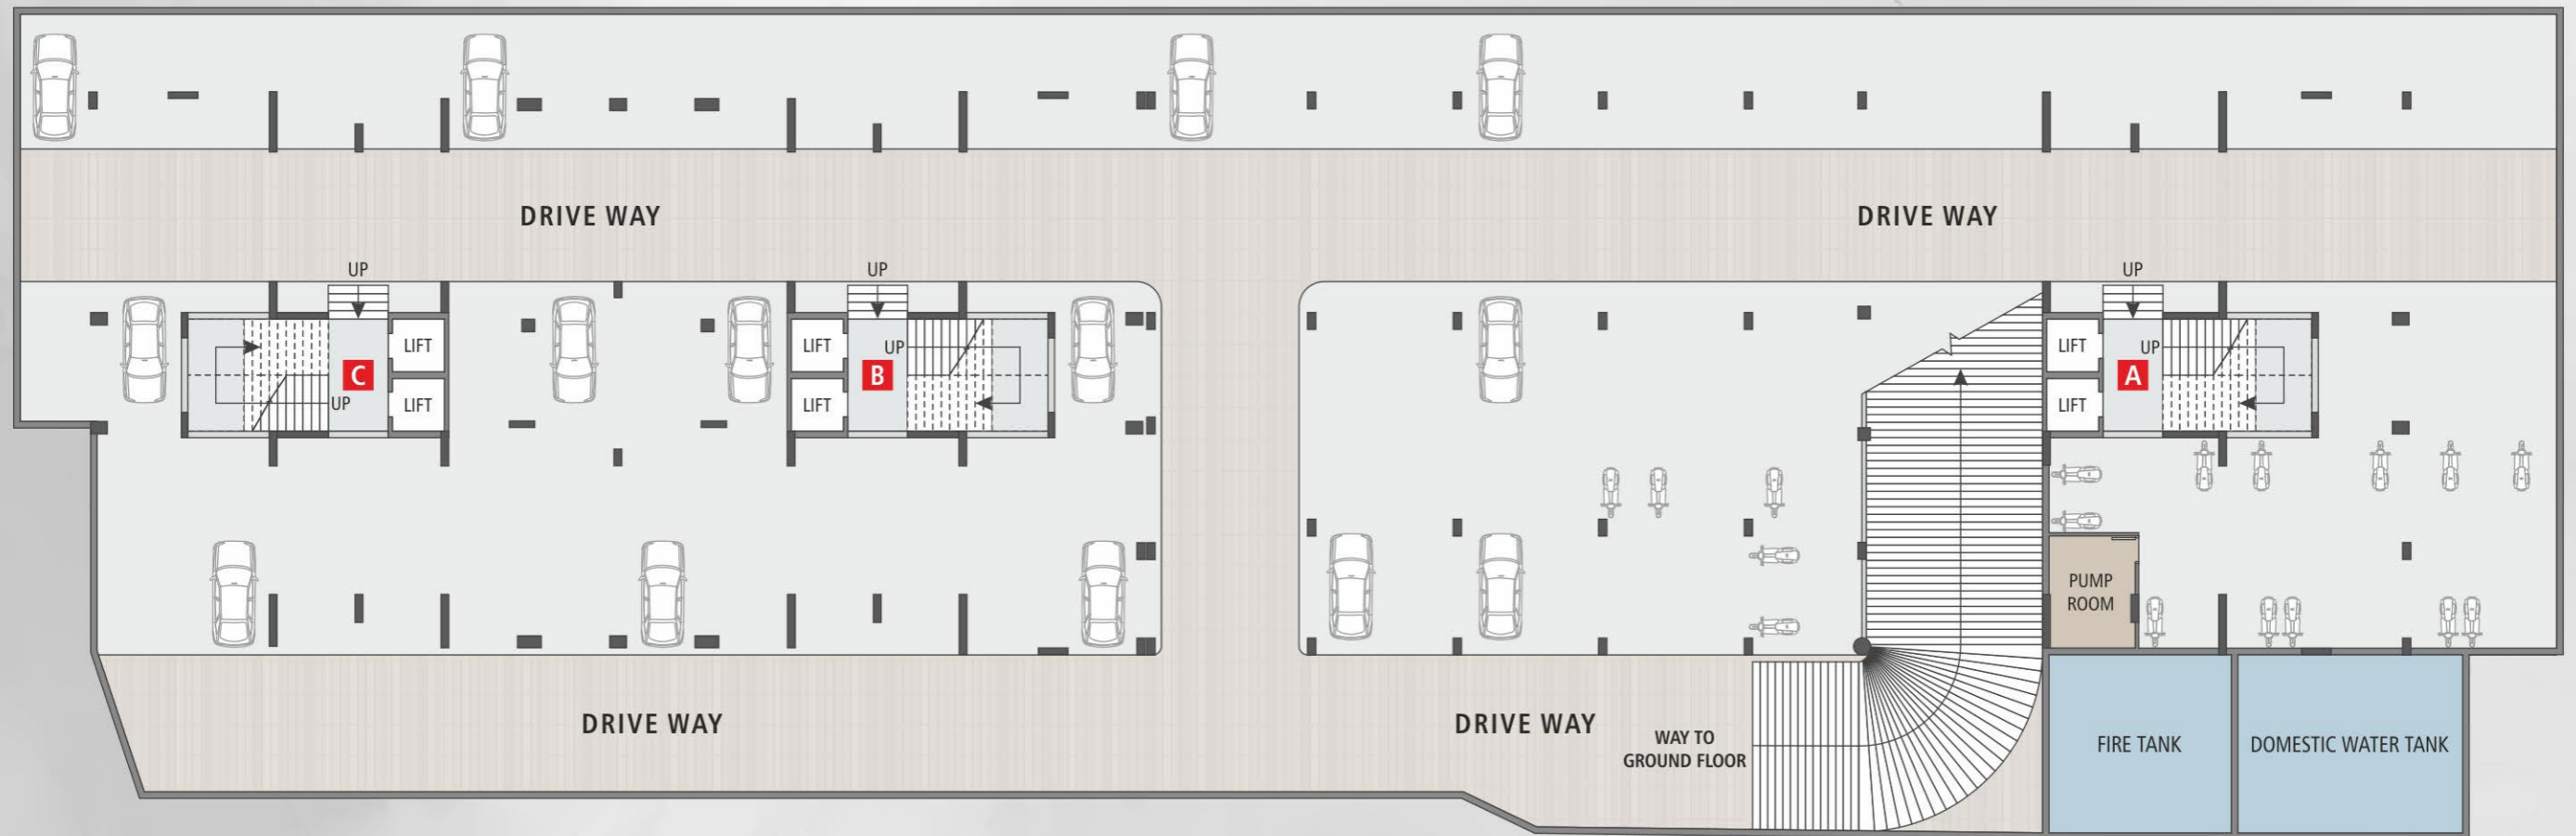 DRIVE WAY
DRIVE WAY
UP
UP
UP
LIFT
LIFT
UP
LIFT
UP
C
B
A
UP
LIFT
LIFT
LIFT
PUMP
ROOM
DRIVE WAY
DRIVE WAY
WAY TO
GROUND FLOOR
FIRE TANK
DOMESTIC WATER TANK